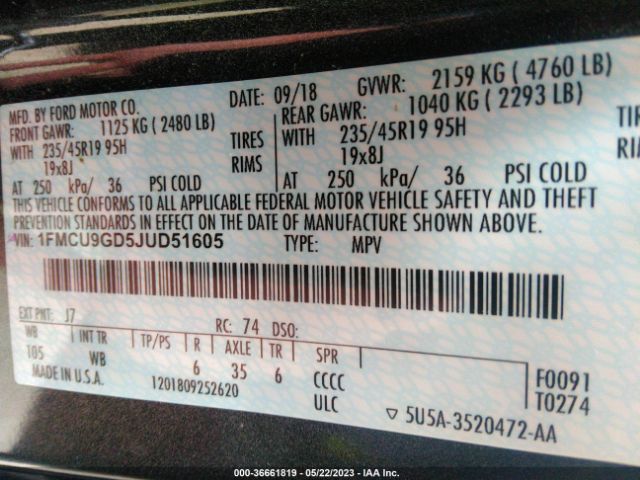 MFD. BY FORD MOTOR CO.
DATE: 09/18 GVWR: 2159 KG ( 4760 LB)
FRONT GAWR: 1125 KG ( 2480 LB) REAR GAWR: 1040 KG ( 2293 LB)
WITH 235/45R19 95H TIRES WITH 235/45R19 95H TIRE
19x8J RIMS 19x8J RIMS
AT 250 kPa/ 36 PSI COLD AT 250 kPa/ 36 PSI COLD
THIS VEHICLE CONFORMS TO ALL APPLICABLE FEDERAL MOTOR VEHICLE SAFETY AND THEFT
PREVENTION STANDARDS IN EFFECT ON THE DATE OF MANUFACTURE SHOWN ABOVE.
VIN: 1FMCU9GD5JUD51605 TYPE: MPV
EXT PNT: J7 RC: 74 DSO:
WB INT TR TP/PS R AXLE TR SPR
105 WB 6 35 6 CCCC F0091
MADE IN U.S.A. 1201809252620 ULC T0274
▽ 5U5A-3520472-AA
000-36661819 - 05/22/2023 - IAA Inc.